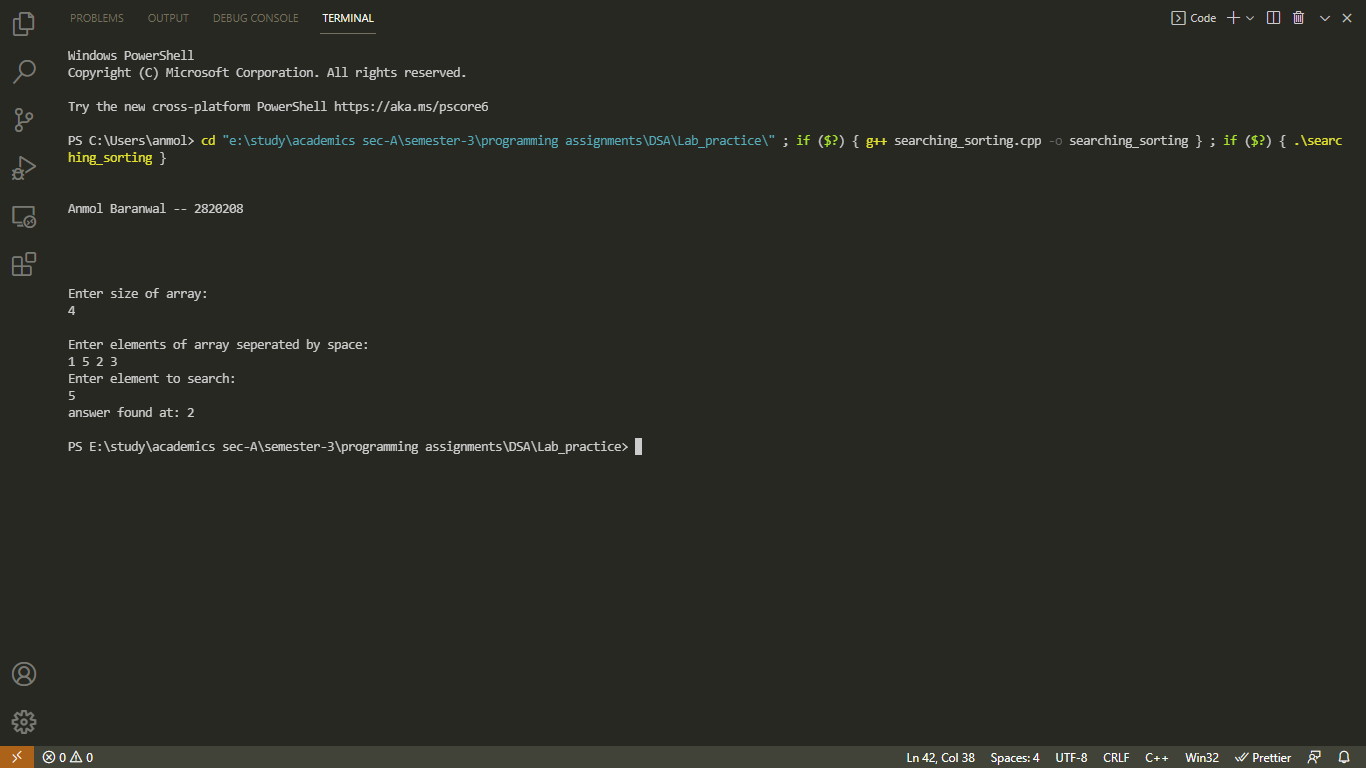 PROBLEMS OUTPUT DEBUG CONSOLE TERMINAL Code
Windows PowerShell
Copyright (C) Microsoft Corporation. All rights reserved.
Try the new cross-platform PowerShell https://aka.ms/pscore6
PS C:\Users\anmol> cd "e:\study\academics sec-A\semester-3\programming assignments\DSA\Lab_practice\" ; if ($?) { g++ searching_sorting.cpp -o searching_sorting } ; if ($?) { .\searc
hing_sorting }
Anmol Baranwal -- 2820208
Enter size of array:
4
Enter elements of array seperated by space:
1 5 2 3
Enter element to search:
5
answer found at: 2
PS E:\study\academics sec-A\semester-3\programming assignments\DSA\Lab_practice>
0 0 Ln 42, Col 38 Spaces: 4 UTF-8 CRLF C++ Win32 Prettier